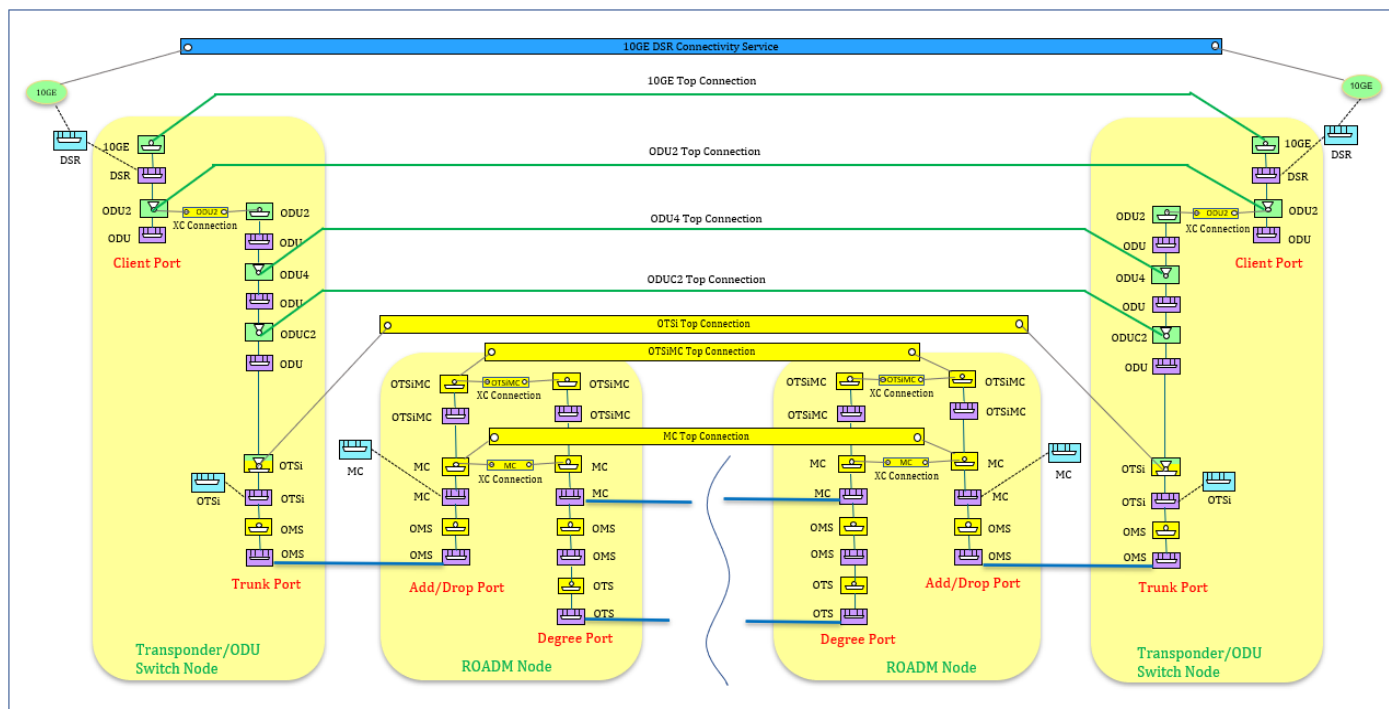 10GE DSR Connectivity Service
10GE Top Connection
10GE
10GE
DSR
DSR
10GE
10GE
DSR
DSR
ODU2 Top Connection
ODU2
ODU2
ODU2
XC Connection
ODU
ODU
Client Port
ODU2
ODU2
ODU2
XC Connection
ODU
ODU
Client Port
ODU4 Top Connection
ODU4
ODU4
ODU
ODU
ODUC2 Top Connection
ODUC2
ODUC2
ODU
ODU
OTSi Top Connection
OTSiMC Top Connection
OTSiMC
OTSiMC
OTSiMC
XC Connection
OTSiMC
OTSiMC
OTSiMC
OTSiMC
OTSiMC
XC Connection
OTSiMC
OTSiMC
MC Top Connection
MC
MC
MC
MC
XC Connection
MC
MC
MC
MC
MC
XC Connection
MC
MC
MC
OTSi
OTSi
OTSi
OMS
OMS
Trunk Port
OMS
OMS
Add/Drop Port
OMS
OMS
OTS
OTS
Degree Port
OMS
OMS
OTS
OTS
Degree Port
OMS
OMS
Add/Drop Port
OTSi
OTSi
OTSi
OMS
OMS
Trunk Port
Transponder/ODU
Switch Node
ROADM Node
ROADM Node
Transponder/ODU
Switch Node